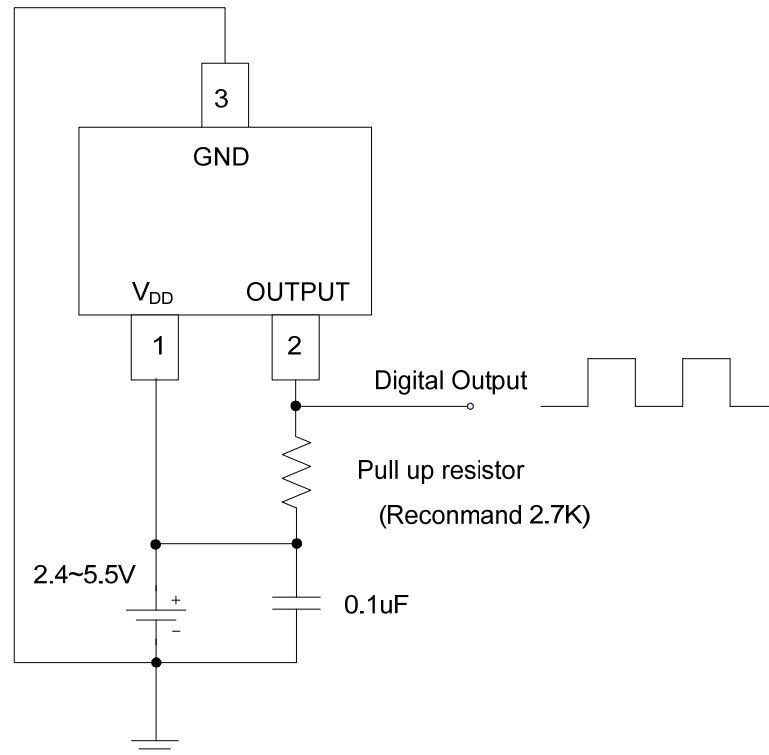 3
GND
VDD
OUTPUT
1
2
Digital Output
Pull up resistor
(Reconmand 2.7K)
2.4~5.5V
+
−
0.1uF